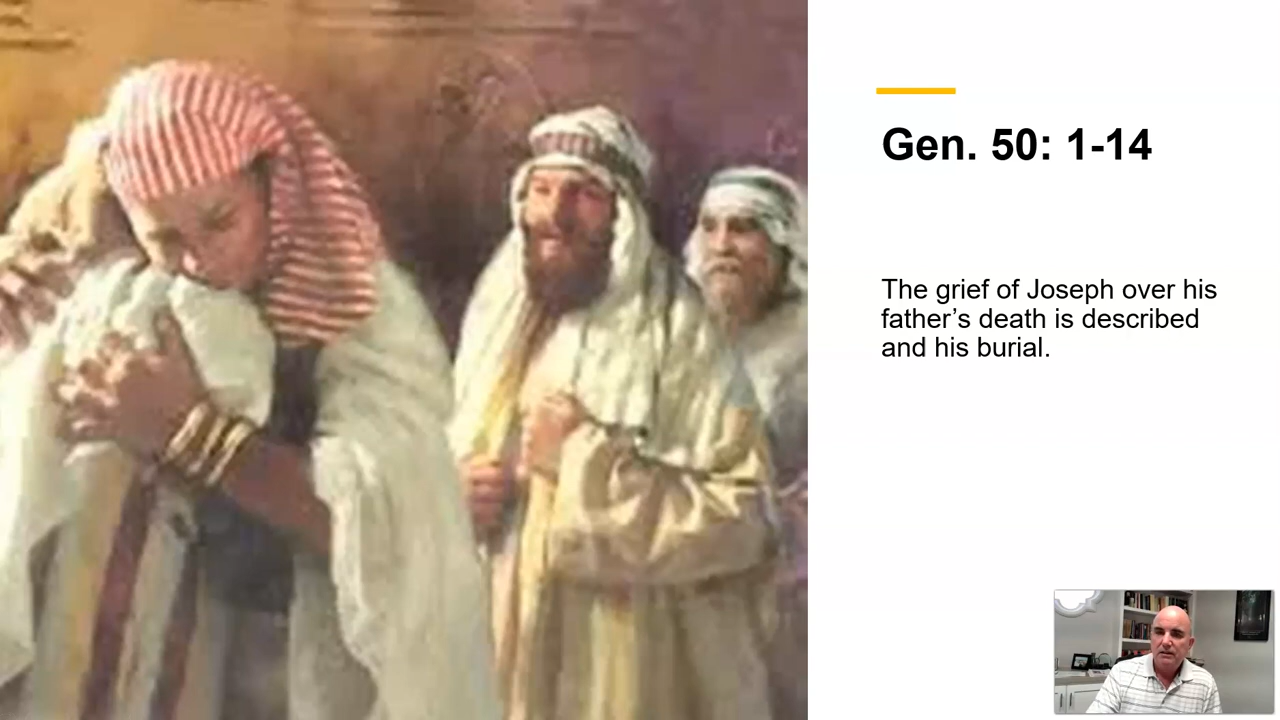 Gen. 50: 1-14
The grief of Joseph over his
father’s death is described
and his burial.